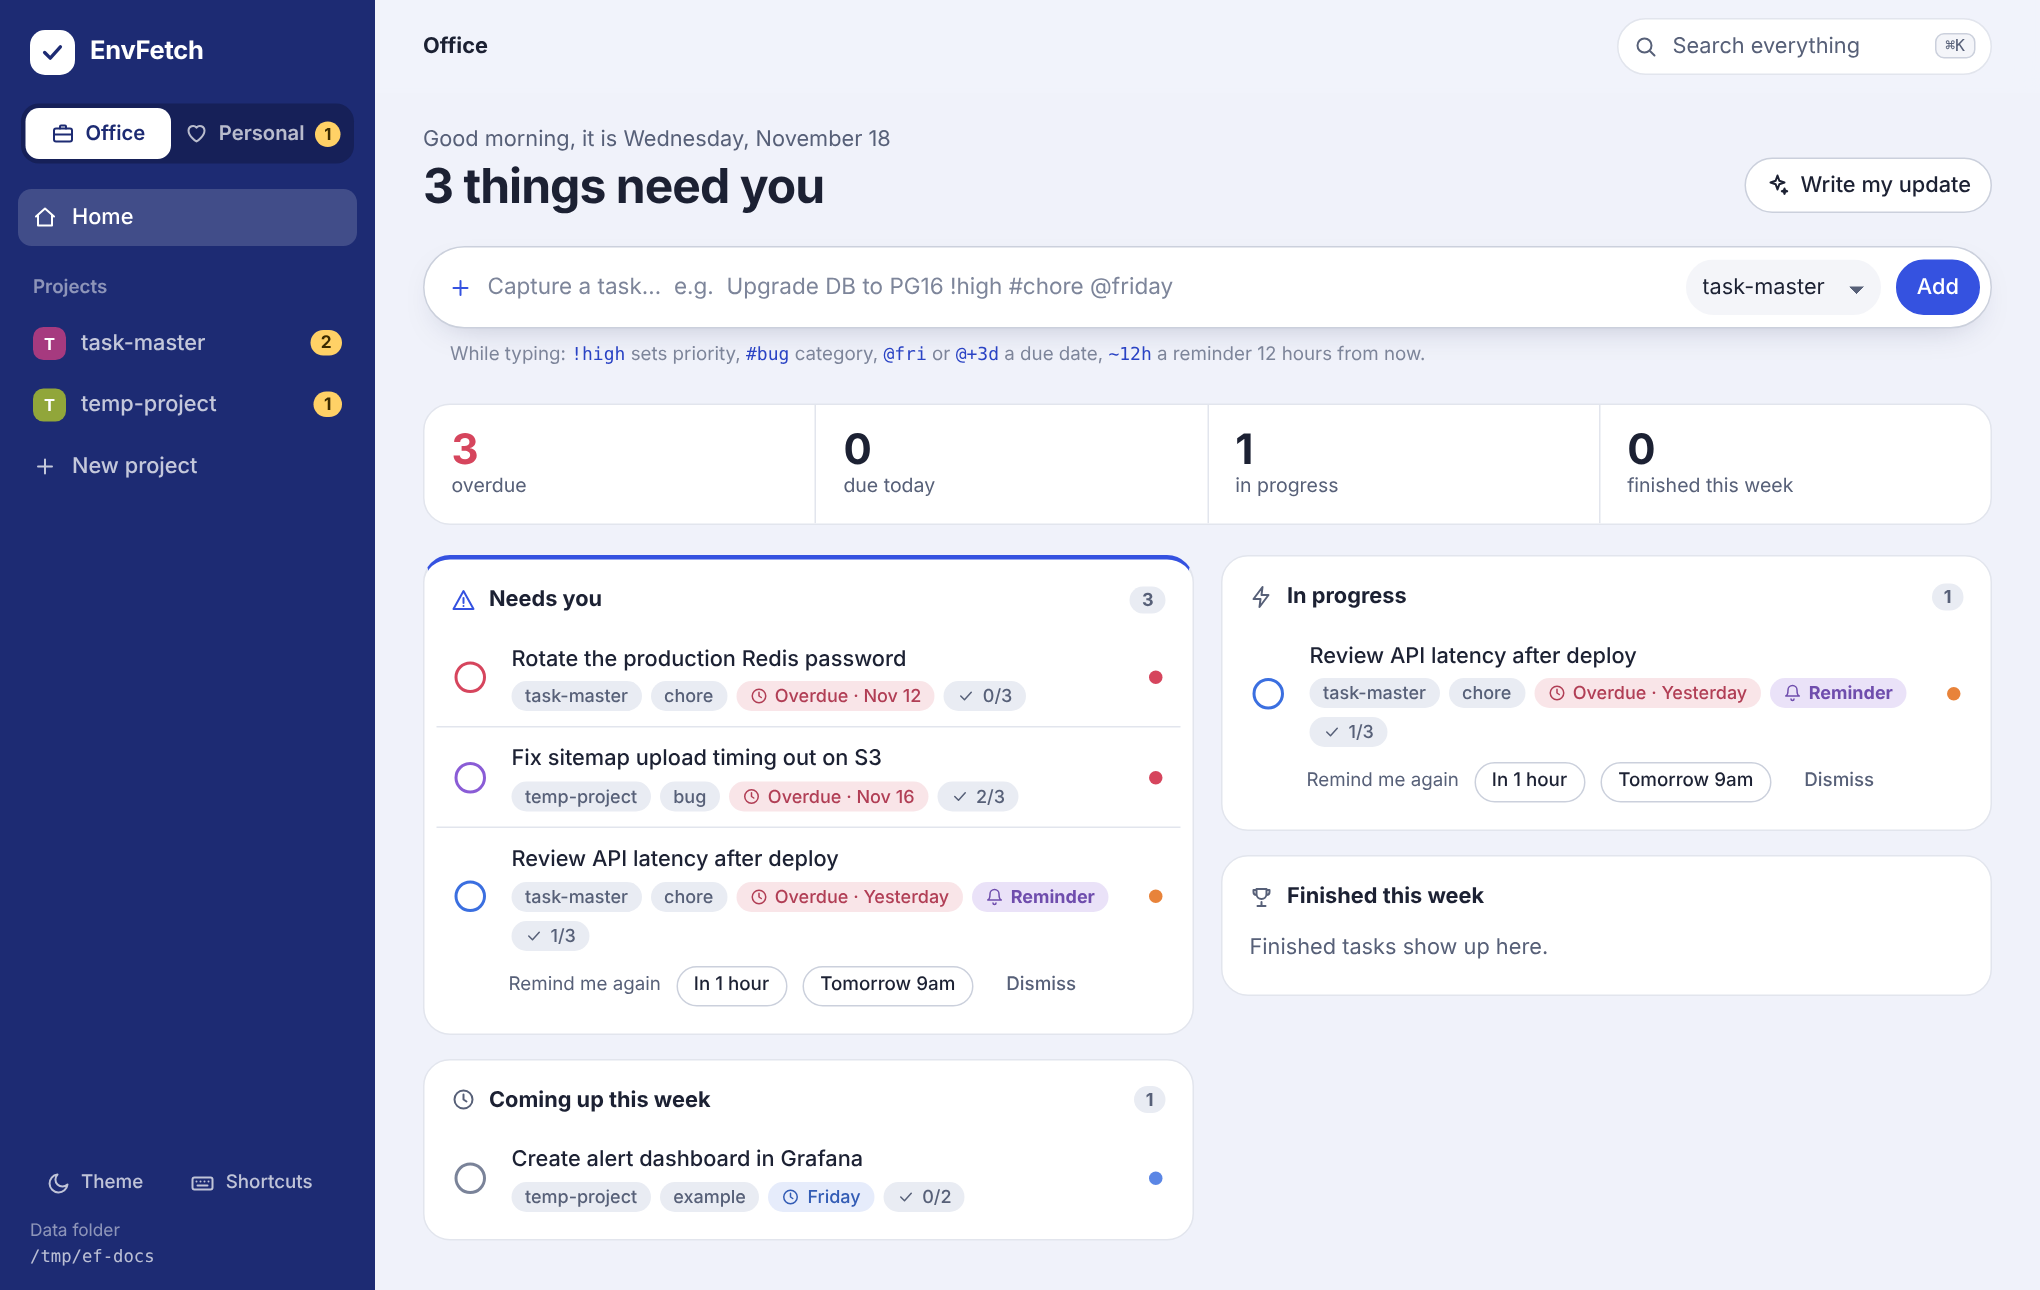 EnvFetch
Office
Personal 1
Home
Projects
T task-master 2
T temp-project 1
New project
Theme
Shortcuts
Data folder
/tmp/ef-docs
Office
Search everything ⌘K
Good morning, it is Wednesday, November 18
3 things need you
Write my update
+ Capture a task... e.g. Upgrade DB to PG16 !high #chore @friday
task-master
Add
While typing: !high sets priority, #bug category, @fri or @+3d a due date, ~12h a reminder 12 hours from now.
3
overdue
0
due today
1
in progress
0
finished this week
Needs you 3
Rotate the production Redis password
task-master chore Overdue · Nov 12 0/3
Fix sitemap upload timing out on S3
temp-project bug Overdue · Nov 16 2/3
Review API latency after deploy
task-master chore Overdue · Yesterday Reminder
1/3
Remind me again In 1 hour Tomorrow 9am Dismiss
Coming up this week 1
Create alert dashboard in Grafana
temp-project example Friday 0/2
In progress 1
Review API latency after deploy
task-master chore Overdue · Yesterday Reminder
1/3
Remind me again In 1 hour Tomorrow 9am Dismiss
Finished this week
Finished tasks show up here.